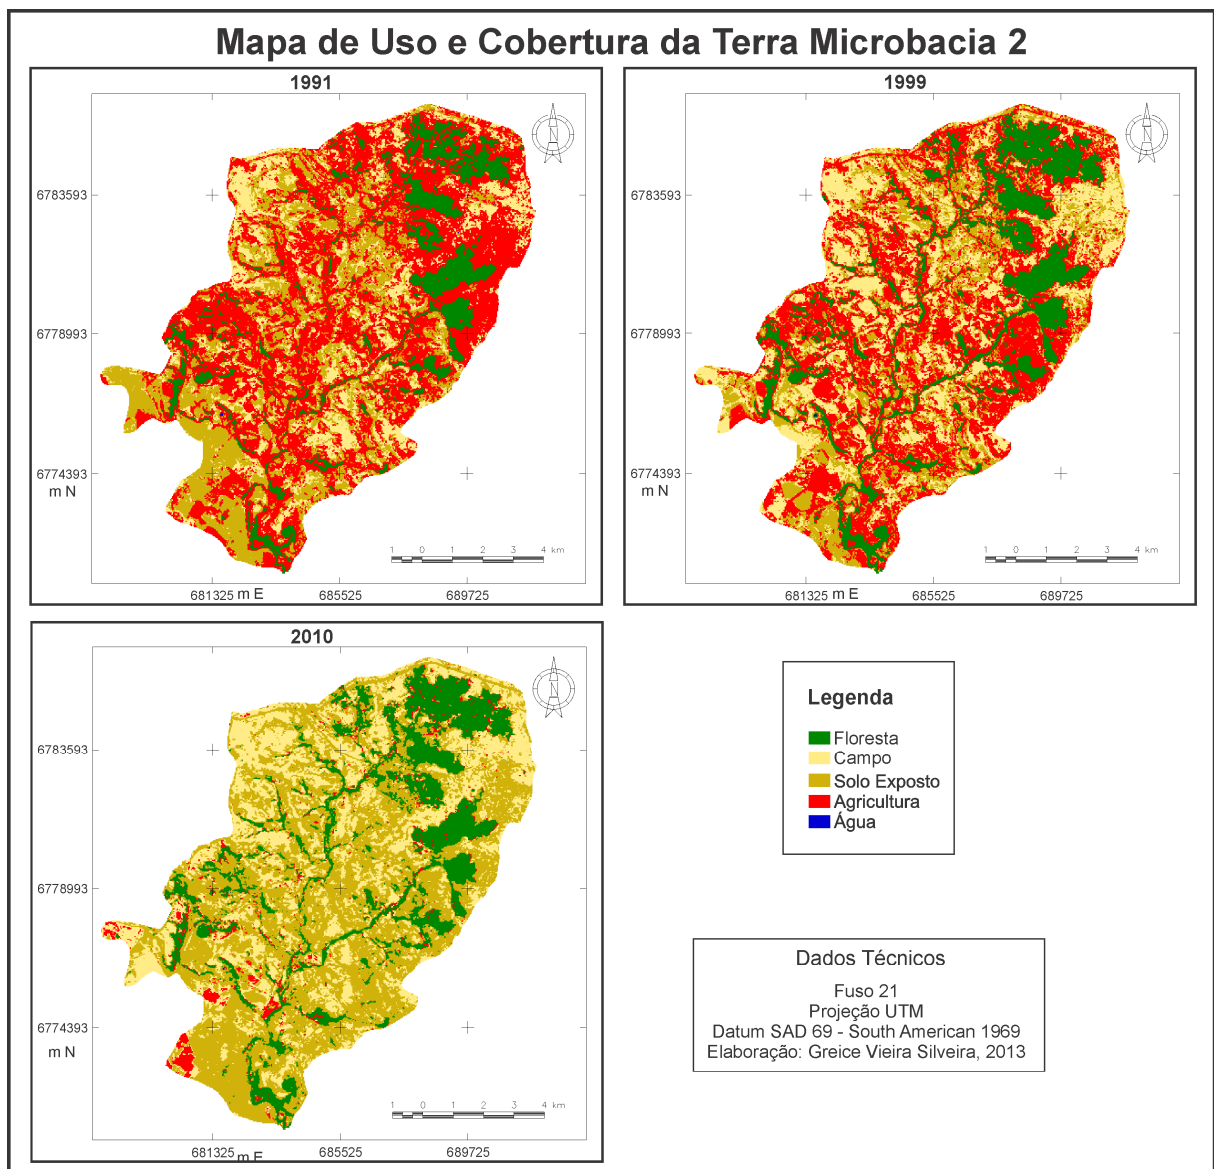 Mapa de Uso e Cobertura da Terra Microbacia 2
1991
N
6783593
6778993
6774393
m N
1 0 1 2 3 4 km
681325 m E 685525 689725
1999
N
6783593
6778993
6774393
m N
1 0 1 2 3 4 km
681325 m E 685525 689725
2010
N
6783593
6778993
6774393
m N
1 0 1 2 3 4 km
681325 m E 685525 689725
Legenda
Floresta
Campo
Solo Exposto
Agricultura
Água
Dados Técnicos
Fuso 21
Projeção UTM
Datum SAD 69 - South American 1969
Elaboração: Greice Vieira Silveira, 2013